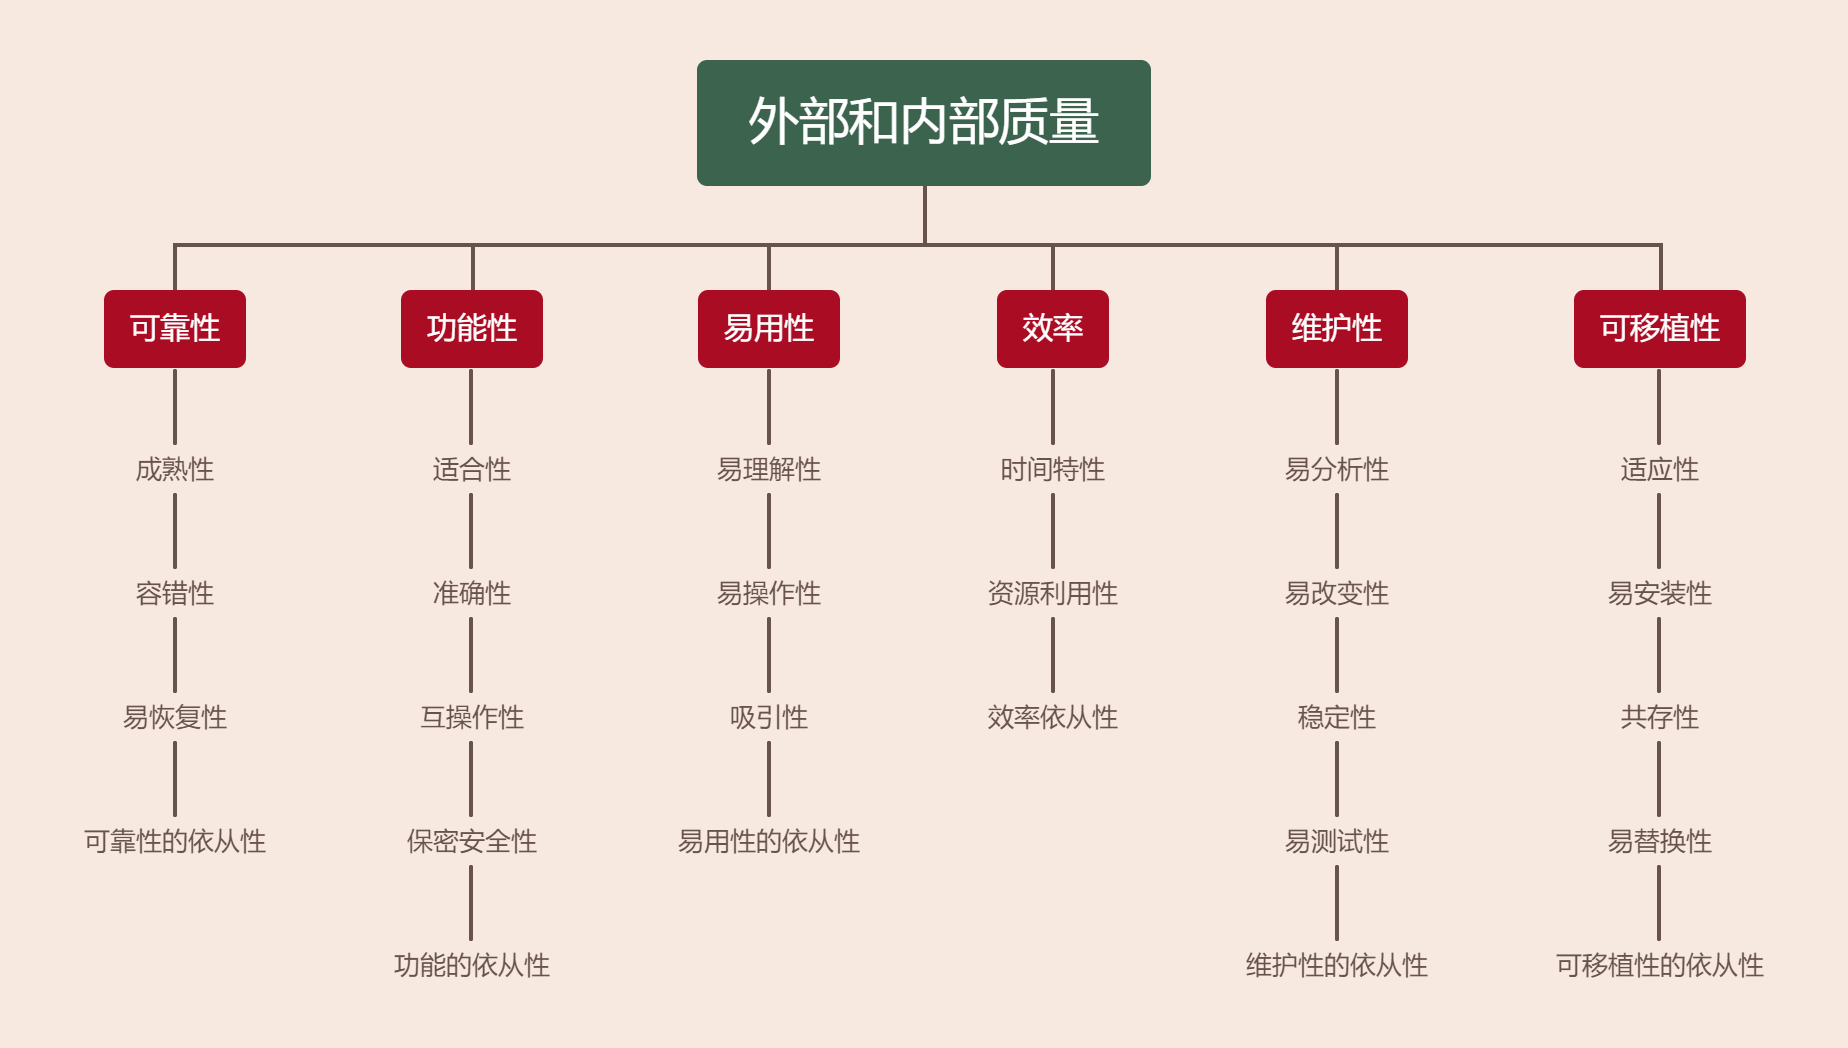 外部和内部质量
可靠性
功能性
易用性
效率
维护性
可移植性
成熟性
适合性
易理解性
时间特性
易分析性
适应性
容错性
准确性
易操作性
资源利用性
易改变性
易安装性
易恢复性
互操作性
吸引性
效率依从性
稳定性
共存性
可靠性的依从性
保密安全性
易用性的依从性
易测试性
易替换性
功能的依从性
维护性的依从性
可移植性的依从性